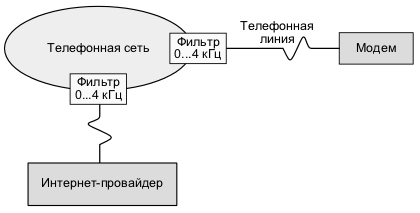 Телефонная сеть
Фильтр
0...4 кГц
Телефонная
линия
Модем
Фильтр
0...4 кГц
Интернет-провайдер